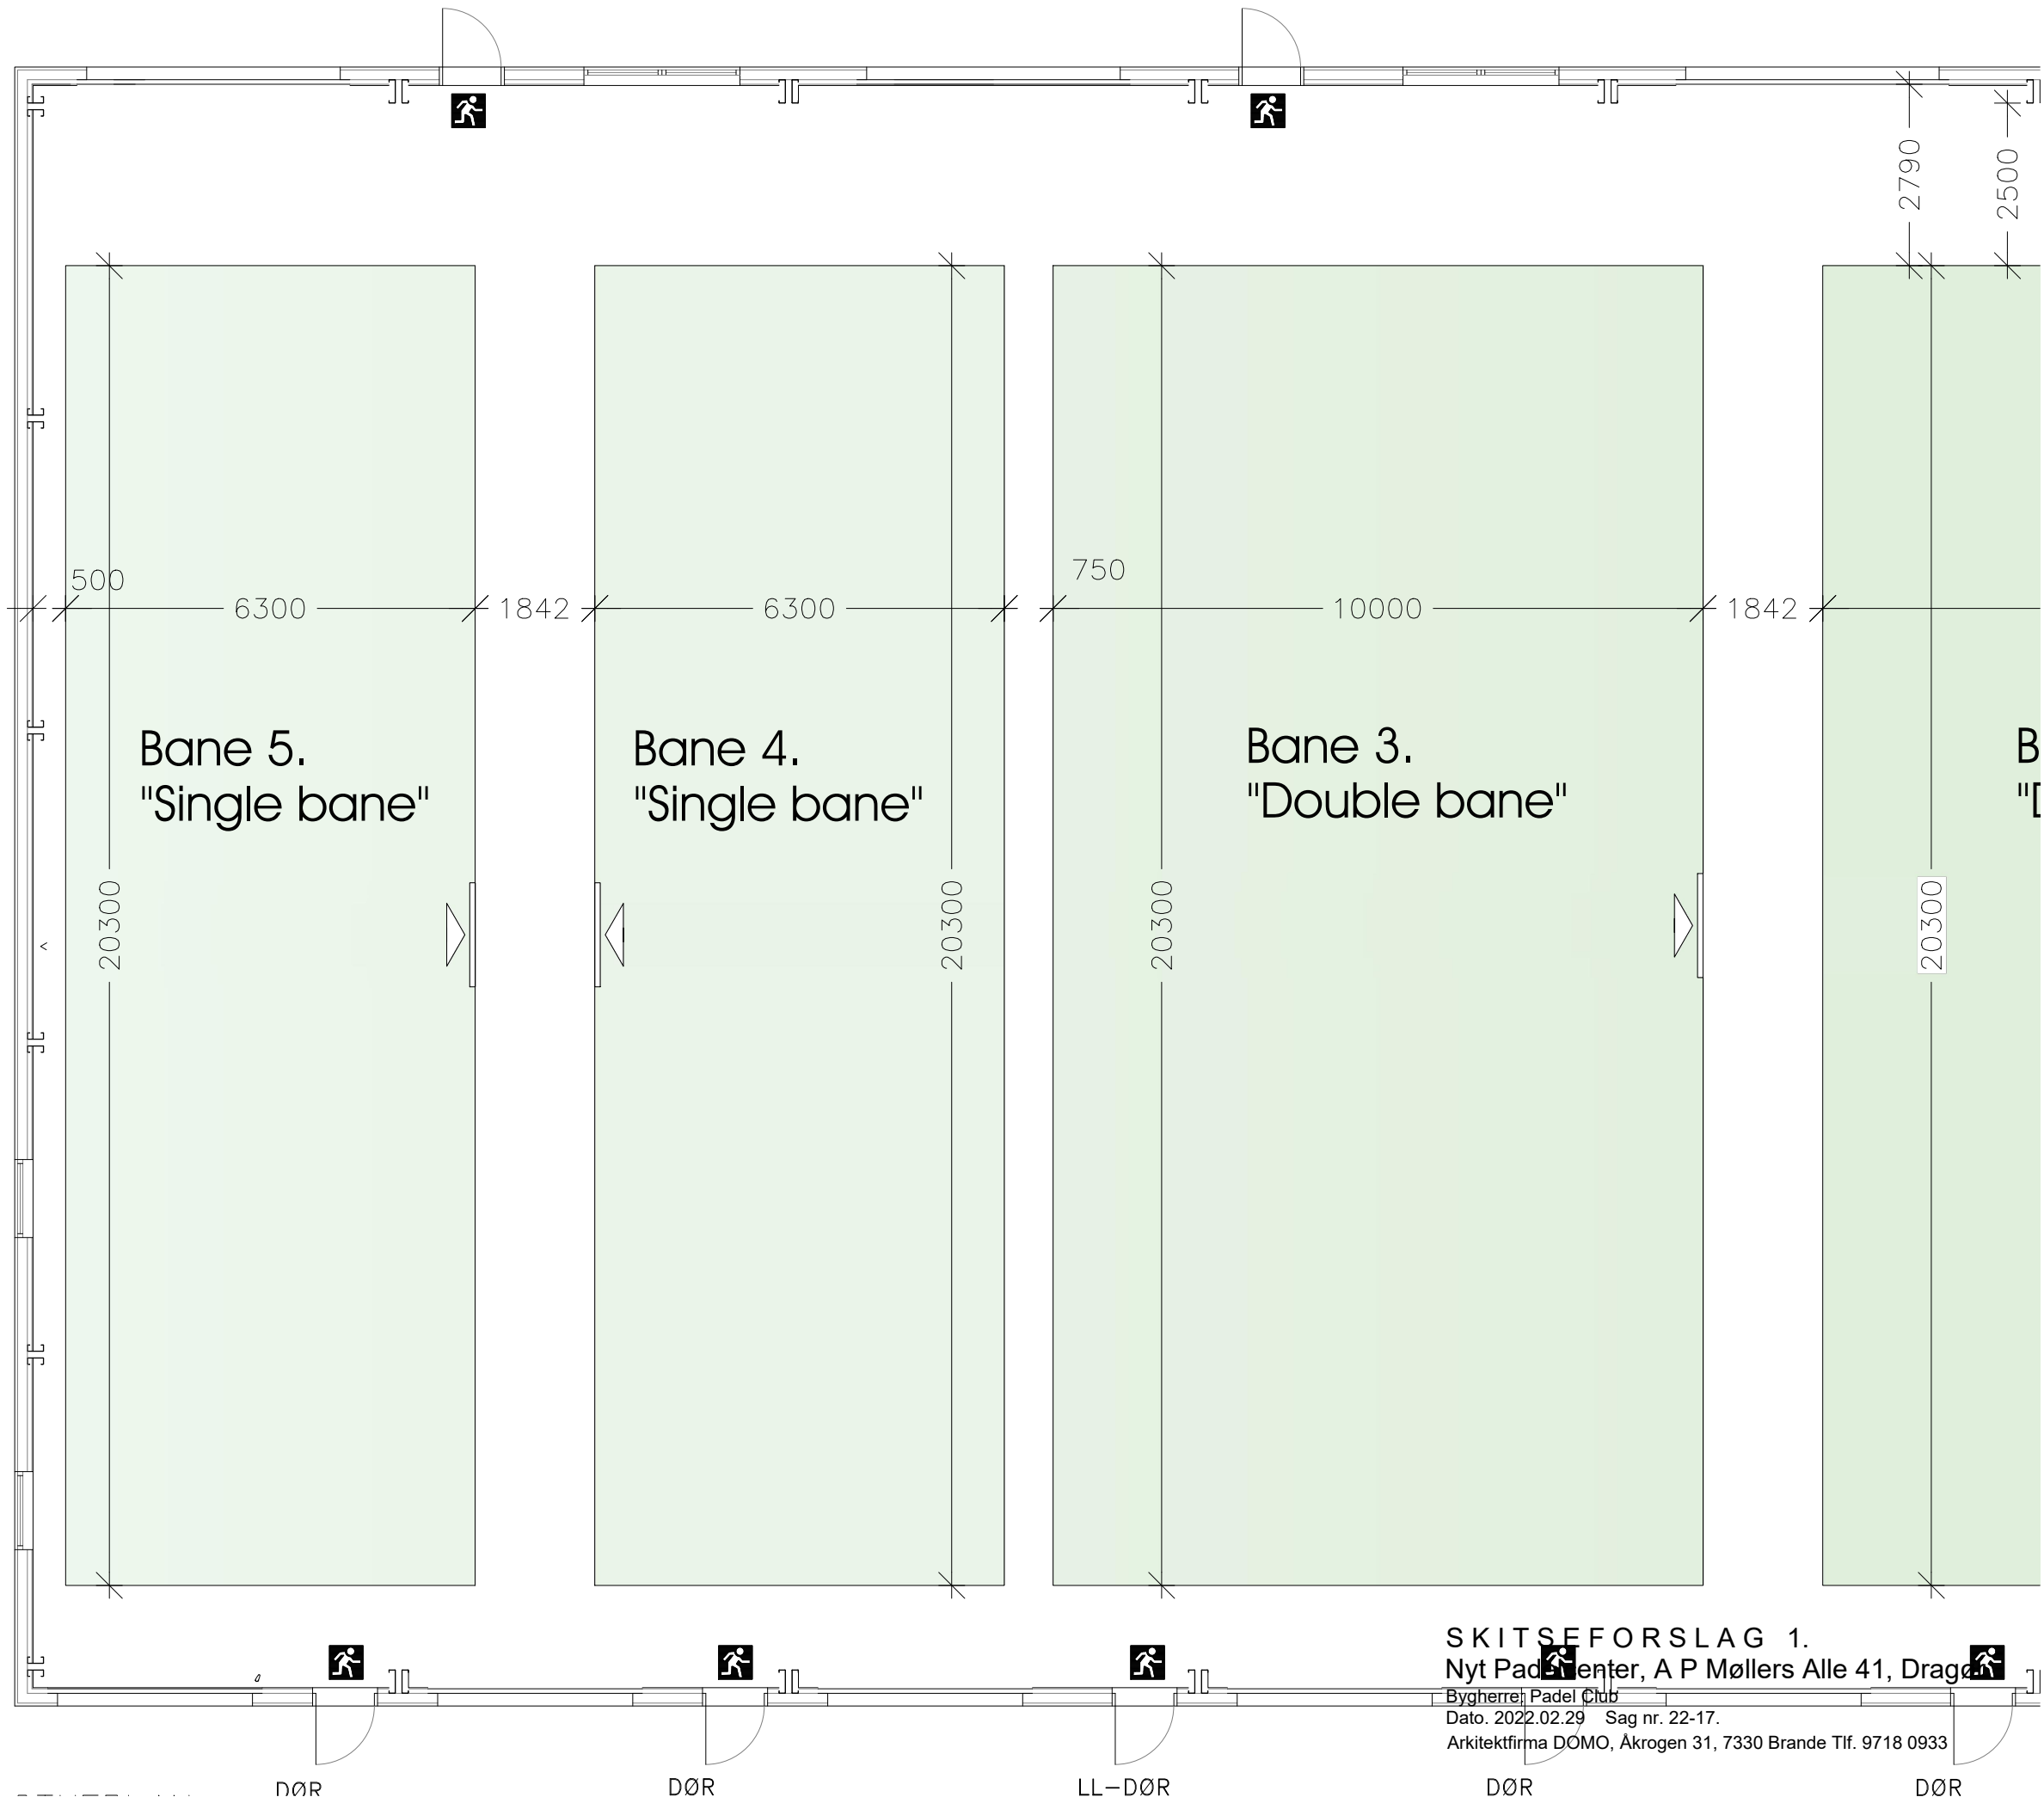 2790
2500
500
750
6300
1842
6300
10000
1842
Bane 5.
"Single bane"
Bane 4.
"Single bane"
Bane 3.
"Double bane"
20300
20300
20300
20300
SKITSEFORSLAG 1.
Nyt Padelcenter, A P Møllers Alle 41, Dragør.
Bygherre: Padel Club
Dato. 2022.02.29 Sag nr. 22-17.
Arkitektfirma DOMO, Åkrogen 31, 7330 Brande Tlf. 9718 0933
DØR
DØR
LL-DØR
DØR
DØR